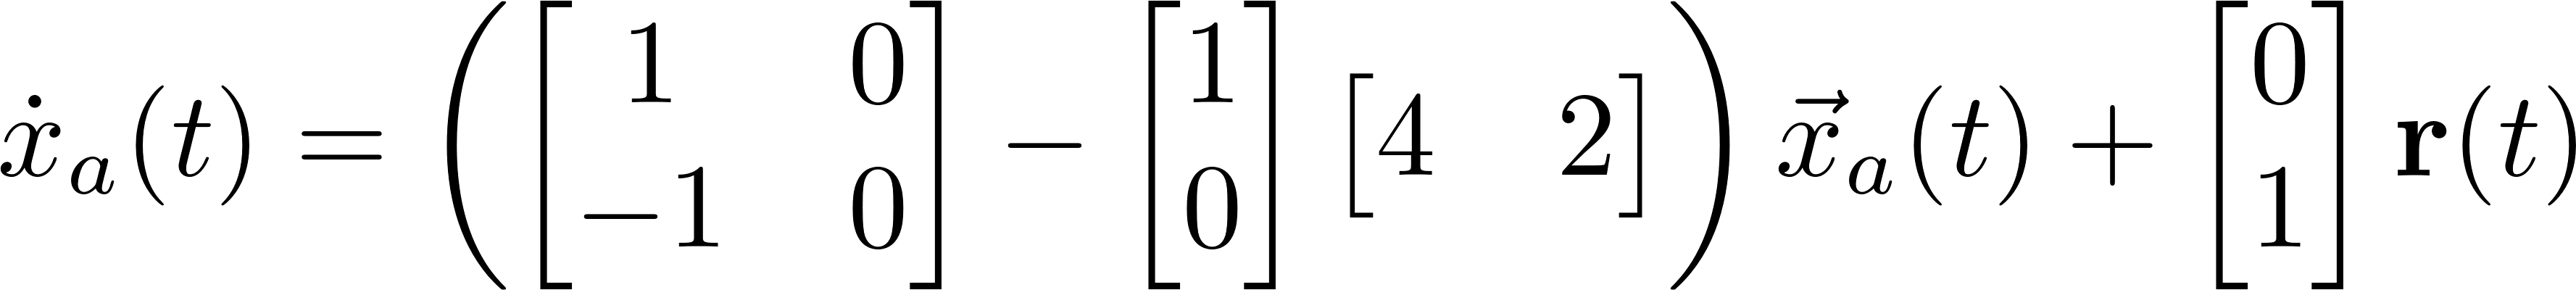 $\dot{x}_a(t) = \left( \begin{bmatrix} 1 & 0 \\ -1 & 0 \end{bmatrix} - \begin{bmatrix} 1 \\ 0 \end{bmatrix} \begin{bmatrix} 4 & 2 \end{bmatrix} \right) \vec{x}_a(t) + \begin{bmatrix} 0 \\ 1 \end{bmatrix} \mathbf{r}(t)$